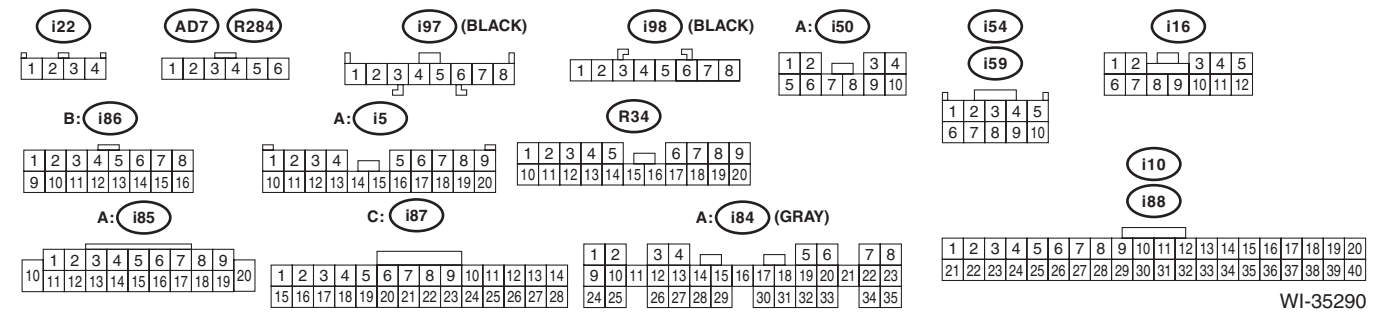 i22
AD7 R284
i97 (BLACK)
i98 (BLACK)
A: i50
i54
i59
i16
1 2 3 4
1 2 3 4 5 6
1 2 3 4 5 6 7 8
1 2 3 4 5 6 7 8
1 2 3 4
5 6 7 8 9 10
1 2 3 4 5
6 7 8 9 10
1 2 3 4 5
6 7 8 9 10 11 12
B: i86
1 2 3 4 5 6 7 8
9 10 11 12 13 14 15 16
A: i5
1 2 3 4 5 6 7 8 9
10 11 12 13 14 15 16 17 18 19 20
R34
1 2 3 4 5 6 7 8 9
10 11 12 13 14 15 16 17 18 19 20
i10
i88
1 2 3 4 5 6 7 8 9 10 11 12 13 14 15 16 17 18 19 20
21 22 23 24 25 26 27 28 29 30 31 32 33 34 35 36 37 38 39 40
A: i85
1 2 3 4 5 6 7 8 9
10 11 12 13 14 15 16 17 18 19 20
C: i87
1 2 3 4 5 6 7 8 9 10 11 12 13 14
15 16 17 18 19 20 21 22 23 24 25 26 27 28
A: i84 (GRAY)
1 2 3 4 5 6 7 8
9 10 11 12 13 14 15 16 17 18 19 20 21 22 23
24 25 26 27 28 29 30 31 32 33 34 35
WI-35290